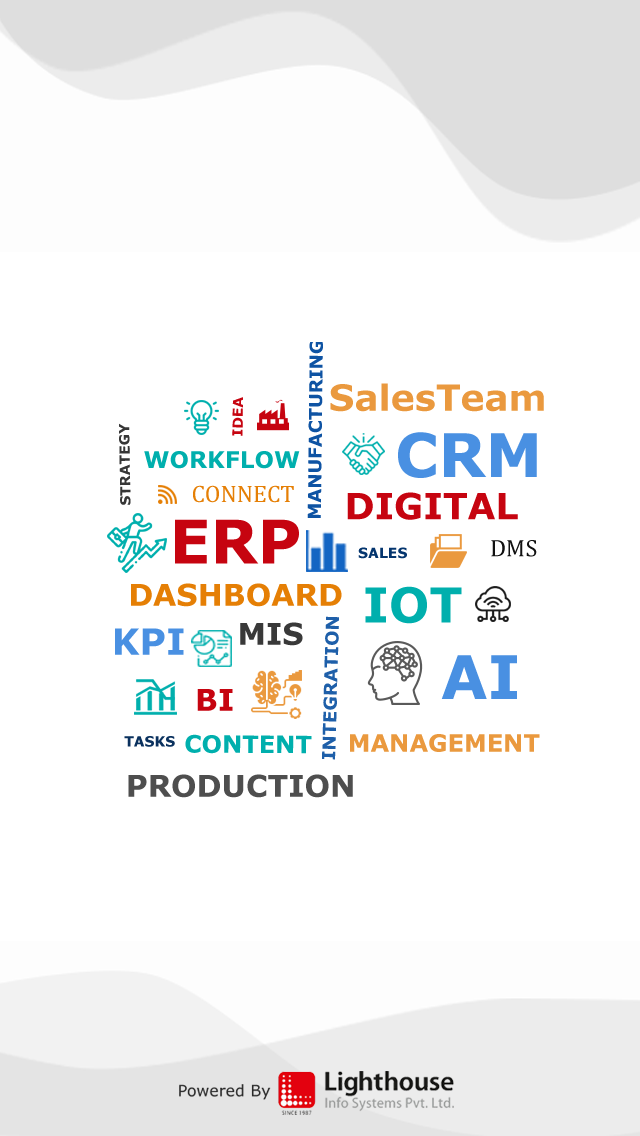 MANUFACTURING
SalesTeam
IDEA
STRATEGY
WORKFLOW
CRM
CONNECT
DIGITAL
ERP
SALES
DMS
DASHBOARD
IOT
KPI
MIS
INTEGRATION
AI
BI
TASKS
CONTENT
MANAGEMENT
PRODUCTION
Powered By
Lighthouse
Info Systems Pvt. Ltd.
SINCE 1987